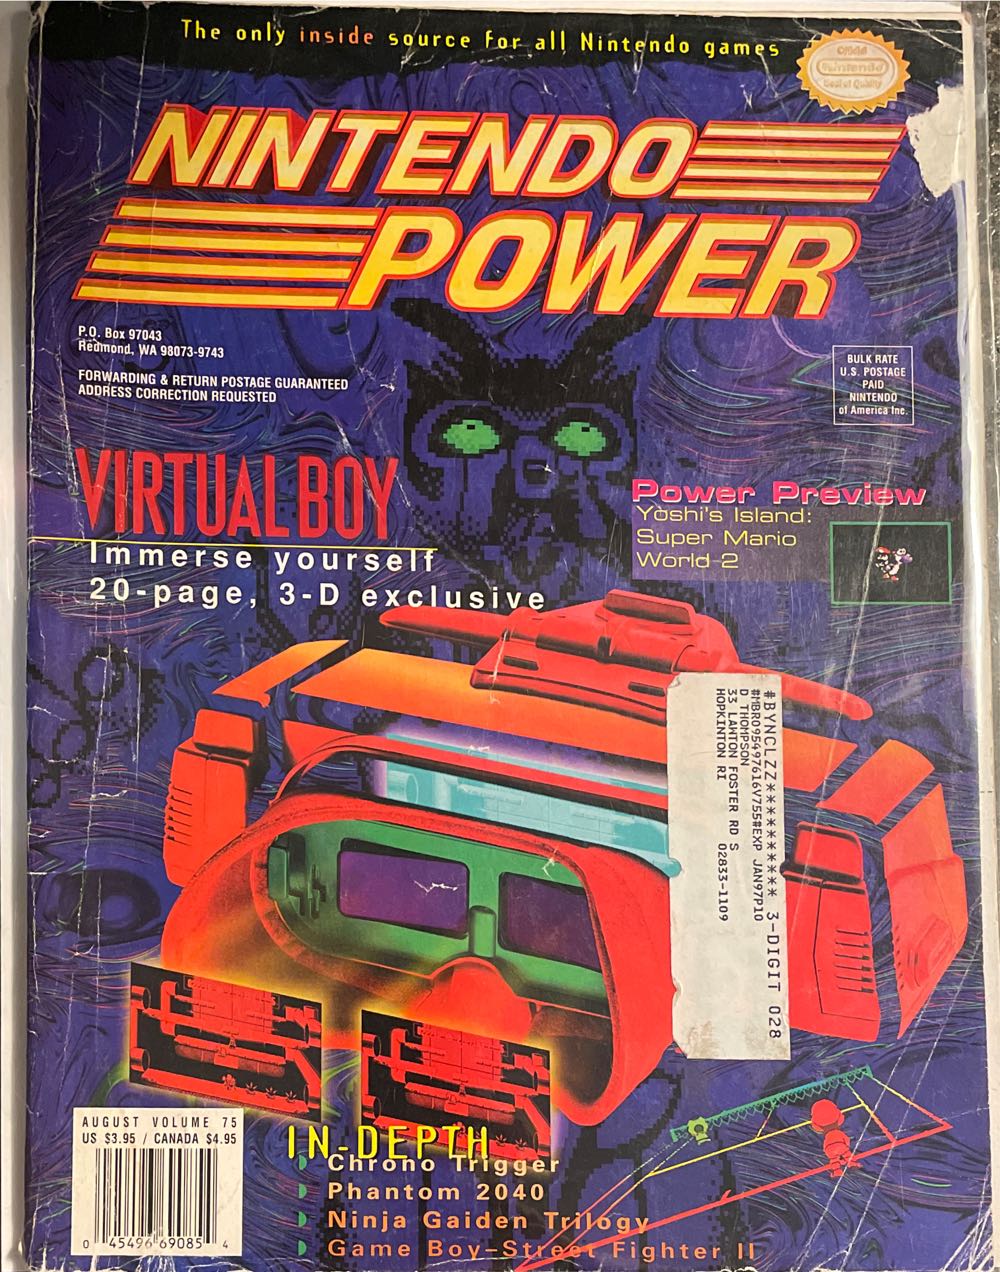 The only inside source for all Nintendo games
Official
Nintendo
Seal of Quality
NINTENDO
POWER
P.O. Box 97043
Redmond, WA 98073-9743
FORWARDING & RETURN POSTAGE GUARANTEED
ADDRESS CORRECTION REQUESTED
BULK RATE
U.S. POSTAGE
PAID
NINTENDO
of America Inc.
VIRTUAL BOY
Immerse yourself
20-page, 3-D exclusive
Power Preview
Yoshi's Island:
Super Mario
World 2
#BYNCLZZ************ 3-DIGIT 028
#MBR095497616V755#EXP JAN97P10
D THOMPSON
33 LAWTON FOSTER RD S
HOPKINTON RI 02833-1109
AUGUST VOLUME 75
US $3.95 / CANADA $4.95
0 45496 69085 4
IN-DEPTH
Chrono Trigger
Phantom 2040
Ninja Gaiden Trilogy
Game Boy–Street Fighter II